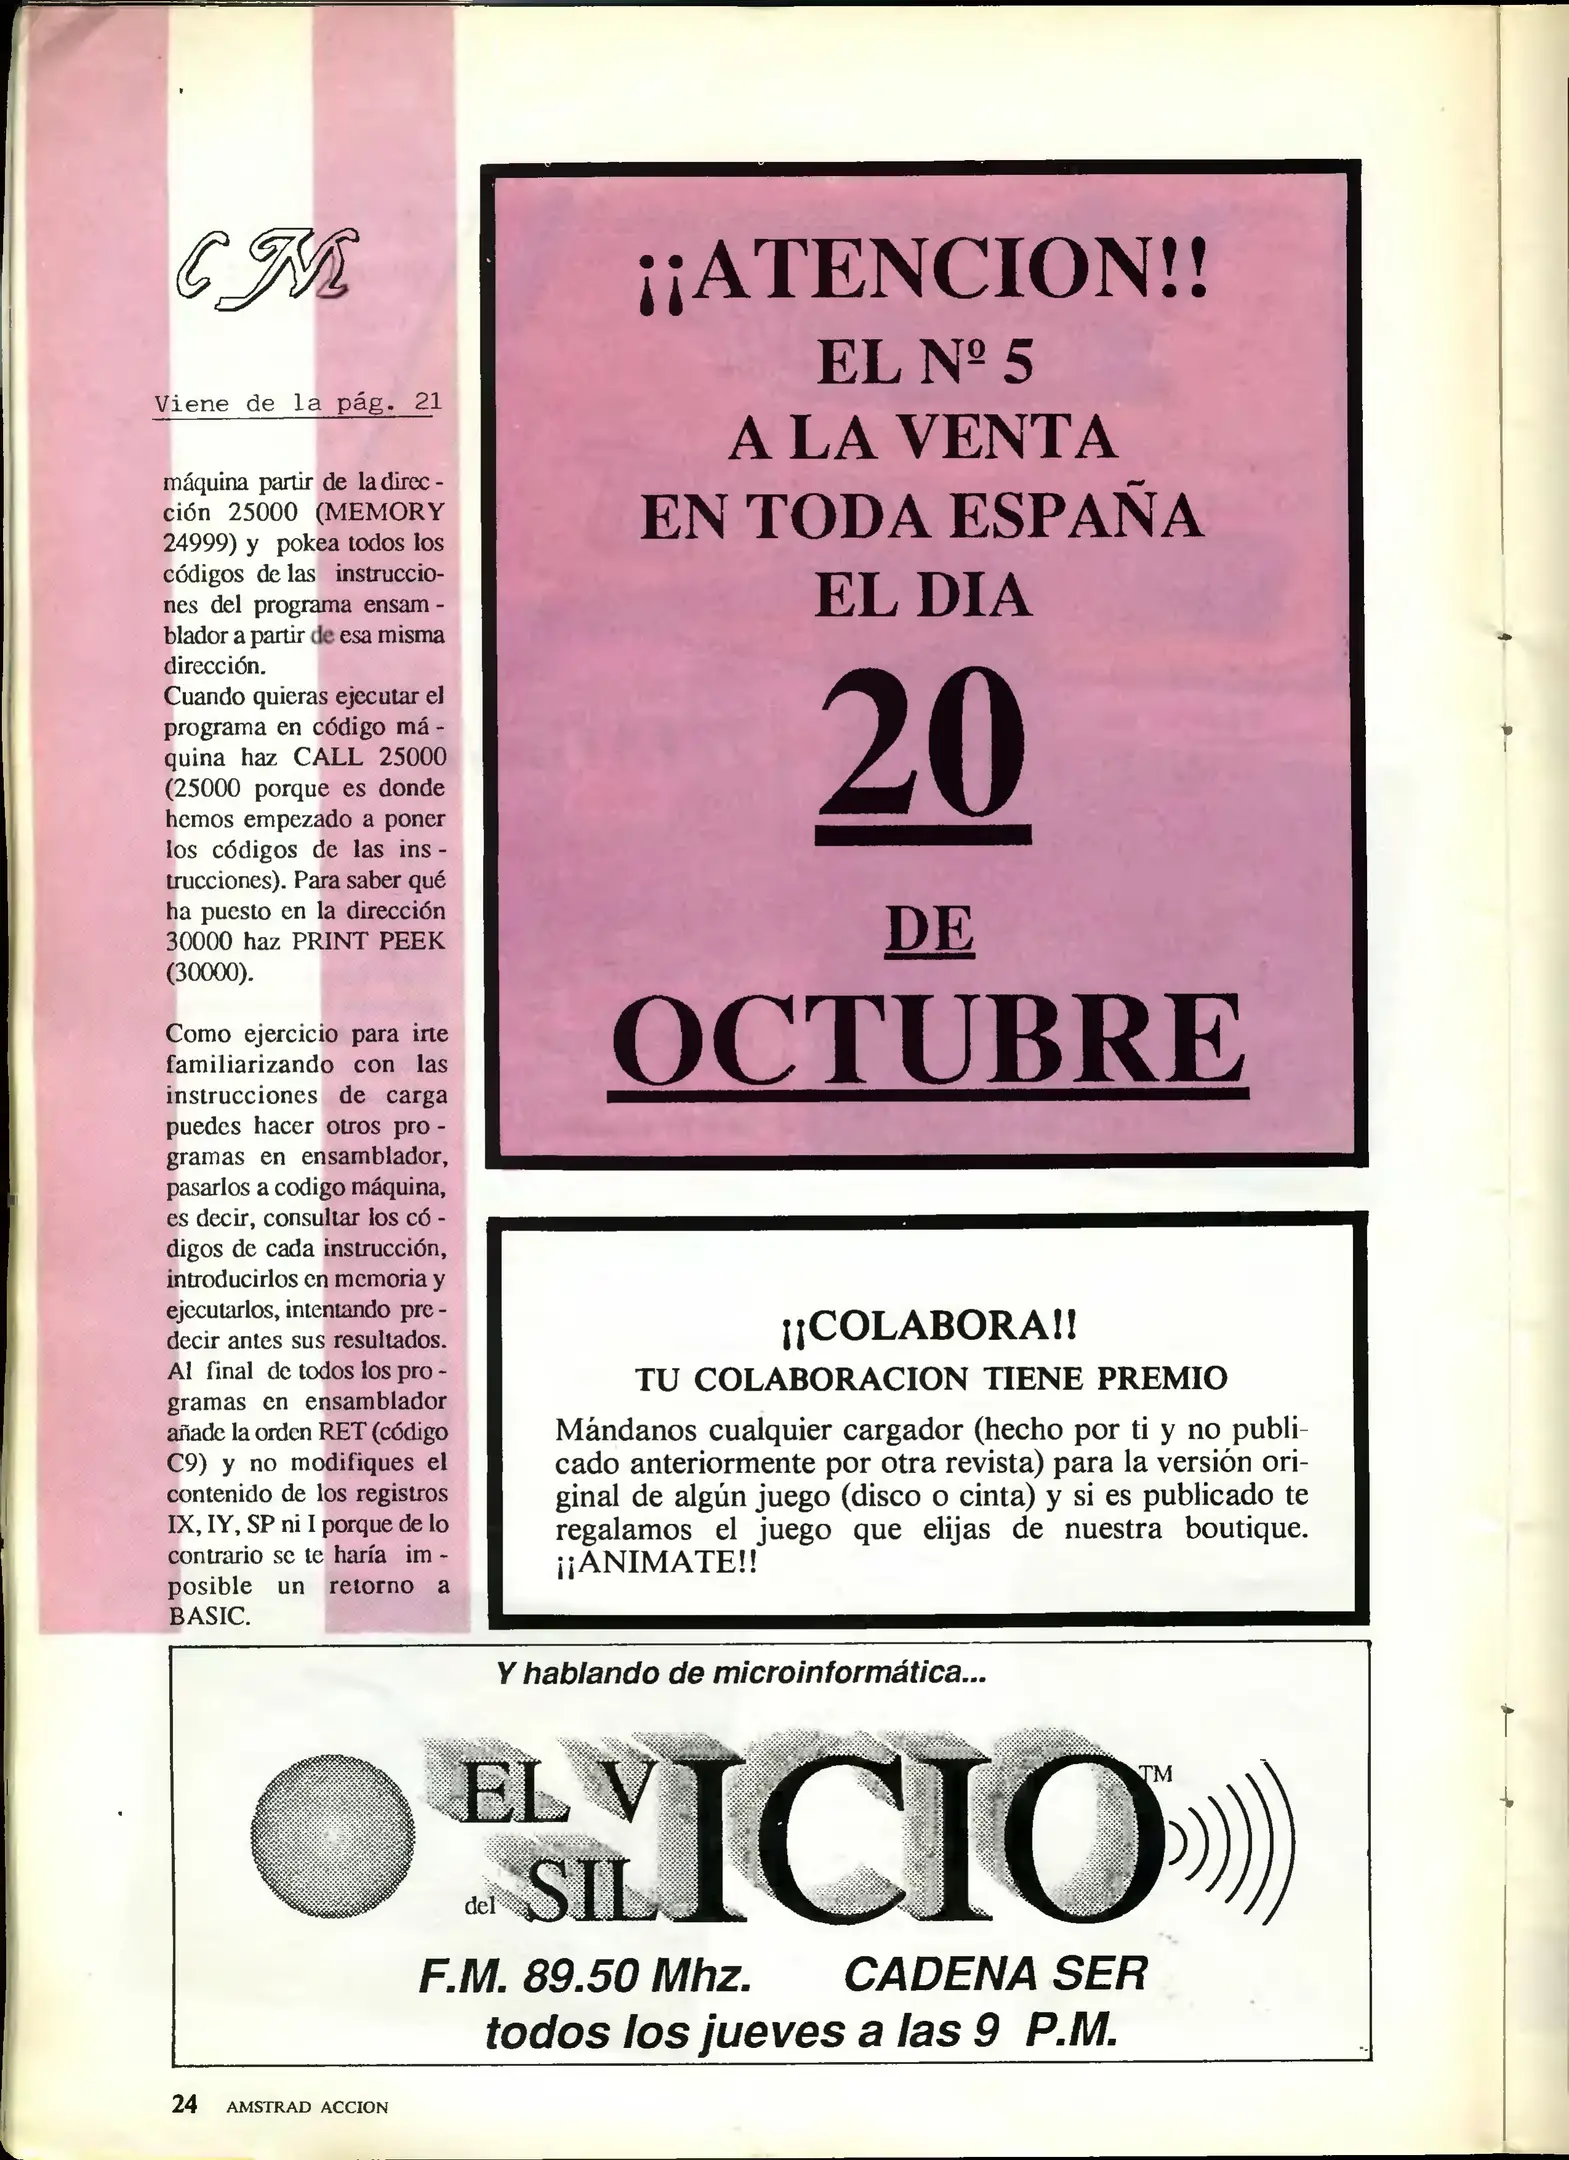 CM
Viene de la pág. 21
máquina partir de la direc -
ción 25000 (MEMORY
24999) y pokea todos los
códigos de las instruccio-
nes del programa ensam -
blador a partir de esa misma
dirección.
Cuando quieras ejecutar el
programa en código má -
quina haz CALL 25000
(25000 porque es donde
hemos empezado a poner
los códigos de las ins -
trucciones). Para saber qué
ha puesto en la dirección
30000 haz PRINT PEEK
(30000).
Como ejercicio para irte
familiarizando con las
instrucciones de carga
puedes hacer otros pro -
gramas en ensamblador,
pasarlos a codigo máquina,
es decir, consultar los có -
digos de cada instrucción,
introducirlos en memoria y
ejecutarlos, intentando pre -
decir antes sus resultados.
Al final de todos los pro -
gramas en ensamblador
añade la orden RET (código
C9) y no modifiques el
contenido de los registros
IX, IY, SP ni I porque de lo
contrario se te haría im -
posible un retorno a
BASIC.
¡¡ATENCION!!
EL Nº 5
A LA VENTA
EN TODA ESPAÑA
EL DIA
20
DE
OCTUBRE
¡¡COLABORA!!
TU COLABORACION TIENE PREMIO
Mándanos cualquier cargador (hecho por ti y no publi-
cado anteriormente por otra revista) para la versión ori-
ginal de algún juego (disco o cinta) y si es publicado te
regalamos el juego que elijas de nuestra boutique.
¡¡ANIMATE!!
Y hablando de microinformática...
EL VICIO TM
del SILICIO
F.M. 89.50 Mhz. CADENA SER
todos los jueves a las 9 P.M.
24 AMSTRAD ACCION